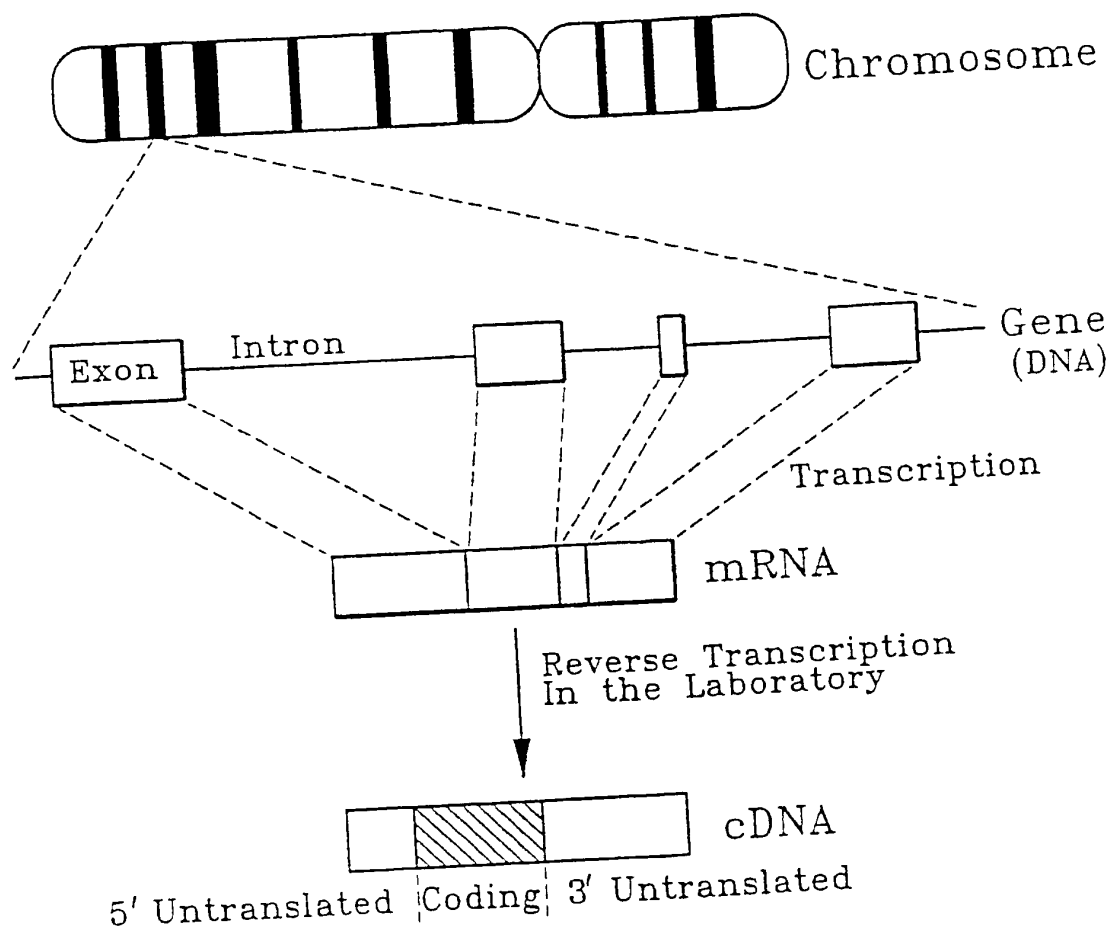 Chromosome
Gene
(DNA)
Intron
Exon
Transcription
mRNA
Reverse Transcription
In the Laboratory
cDNA
5' Untranslated Coding 3' Untranslated